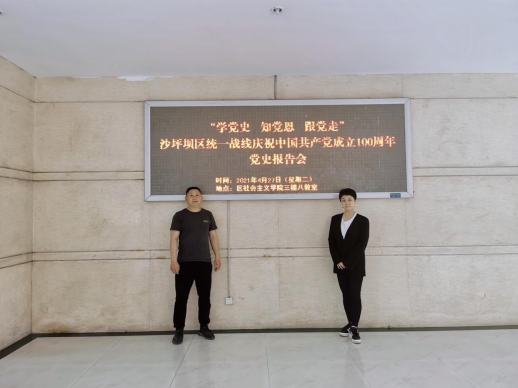 “学党史 知党恩 跟党走”
沙坪坝区统一战线庆祝中国共产党成立100周年
党史报告会
时间：2021年4月27日（星期二）
地点：区社会主义学院三楼八教室